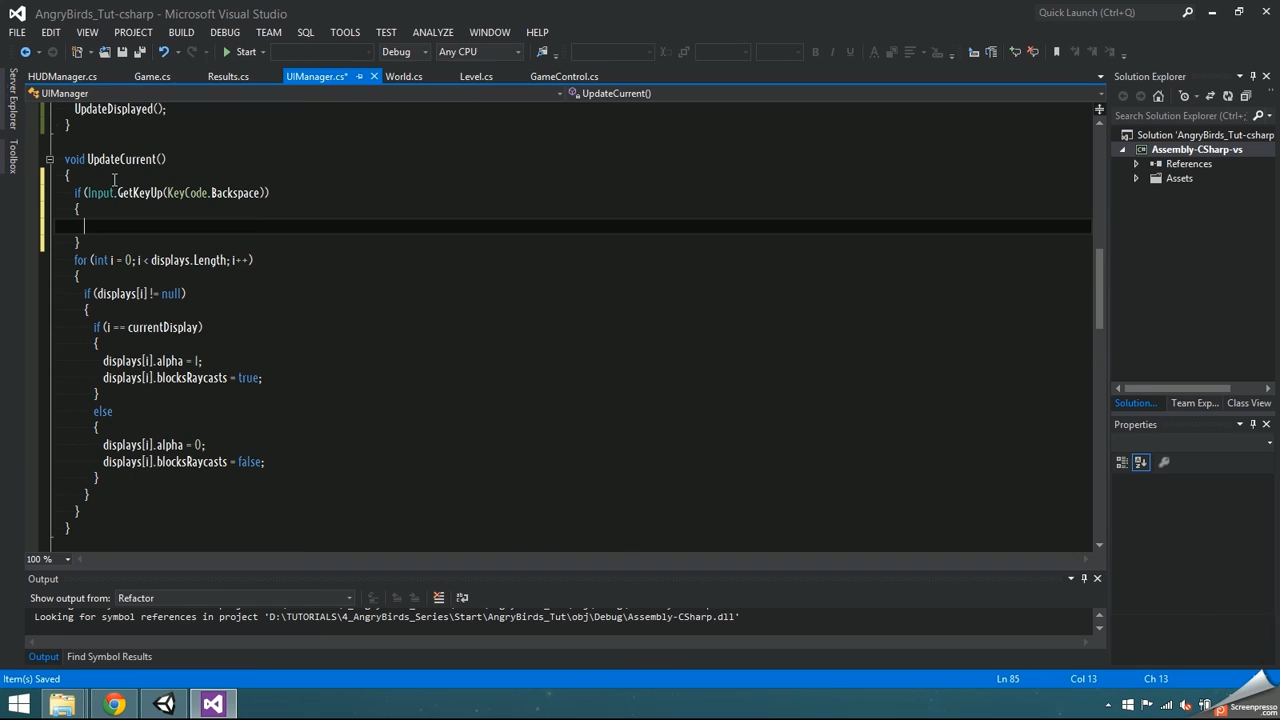 AngryBirds_Tut-csharp - Microsoft Visual Studio
Quick Launch (Ctrl+Q)
FILE EDIT VIEW PROJECT BUILD DEBUG TEAM SQL TOOLS TEST ANALYZE WINDOW HELP
Start Debug Any CPU
HUDManager.cs Game.cs Results.cs UIManager.cs* World.cs Level.cs GameControl.cs
UIManager UpdateCurrent()
Server Explorer
Toolbox
UpdateDisplayed();
}
void UpdateCurrent()
{
if (Input.GetKeyUp(KeyCode.Backspace))
{
}
for (int i = 0; i < displays.Length; i++)
{
if (displays[i] != null)
{
if (i == currentDisplay)
{
displays[i].alpha = 1;
displays[i].blocksRaycasts = true;
}
else
{
displays[i].alpha = 0;
displays[i].blocksRaycasts = false;
}
}
}
}
100 %
Solution Explorer
Search Solution Explorer (Ctrl+;)
Solution 'AngryBirds_Tut-csharp'
Assembly-CSharp-vs
References
Assets
Solution... Team Exp... Class View
Properties
Output
Show output from: Refactor
Looking for symbol references in project 'D:\TUTORIALS\4_AngryBirds_Series\Start\AngryBirds_Tut\obj\Debug\Assembly-CSharp.dll'
Output Find Symbol Results
Item(s) Saved Ln 85 Col 13 Ch 13
Screenpresso